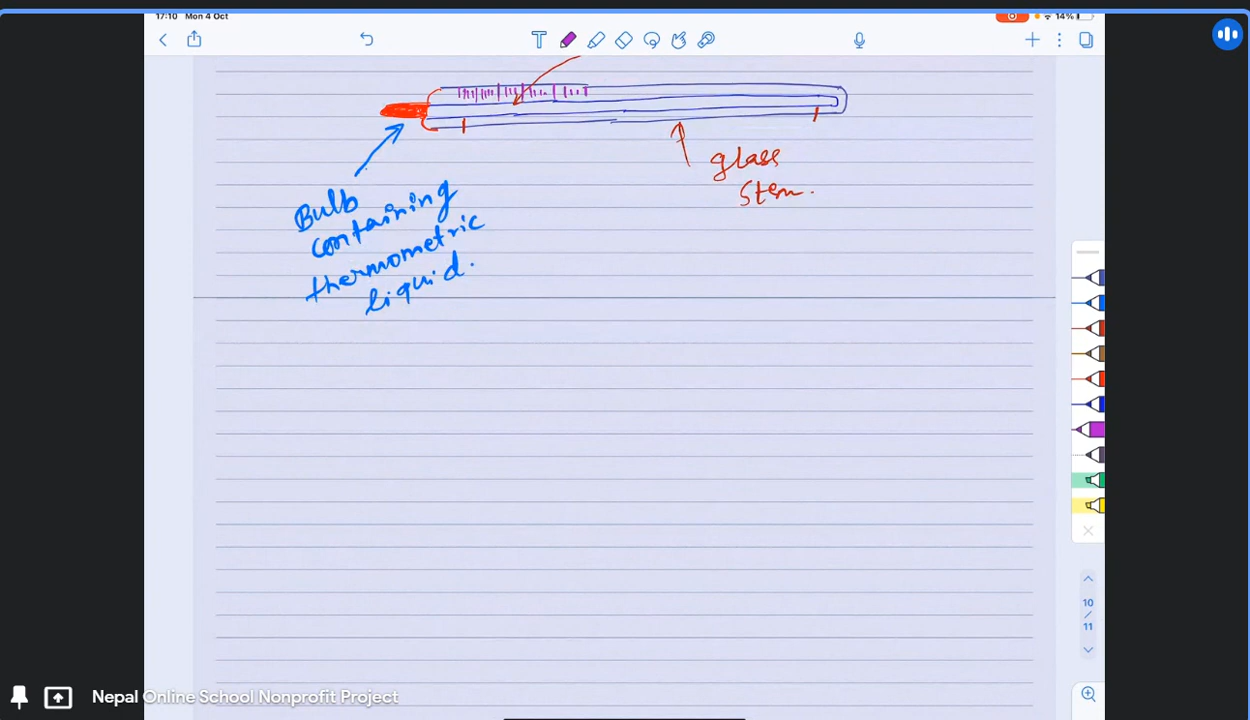 17:10 Mon 4 Oct
14%
T
glass
Stem.
Bulb
containing
thermometric
liquid.
10
/
11
Nepal Online School Nonprofit Project